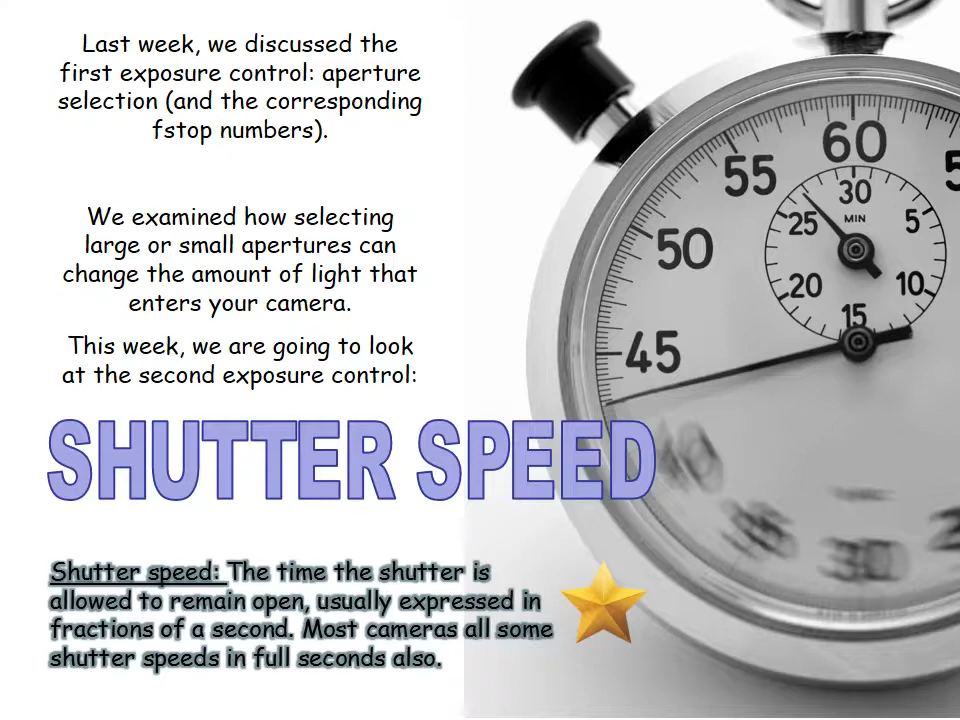 Last week, we discussed the
first exposure control: aperture
selection (and the corresponding
fstop numbers).
We examined how selecting
large or small apertures can
change the amount of light that
enters your camera.
This week, we are going to look
at the second exposure control:
SHUTTER SPEED
Shutter speed: The time the shutter is
allowed to remain open, usually expressed in
fractions of a second. Most cameras all some
shutter speeds in full seconds also.
60
55
50
45
40
30
30
5
10
15
20
25
MIN